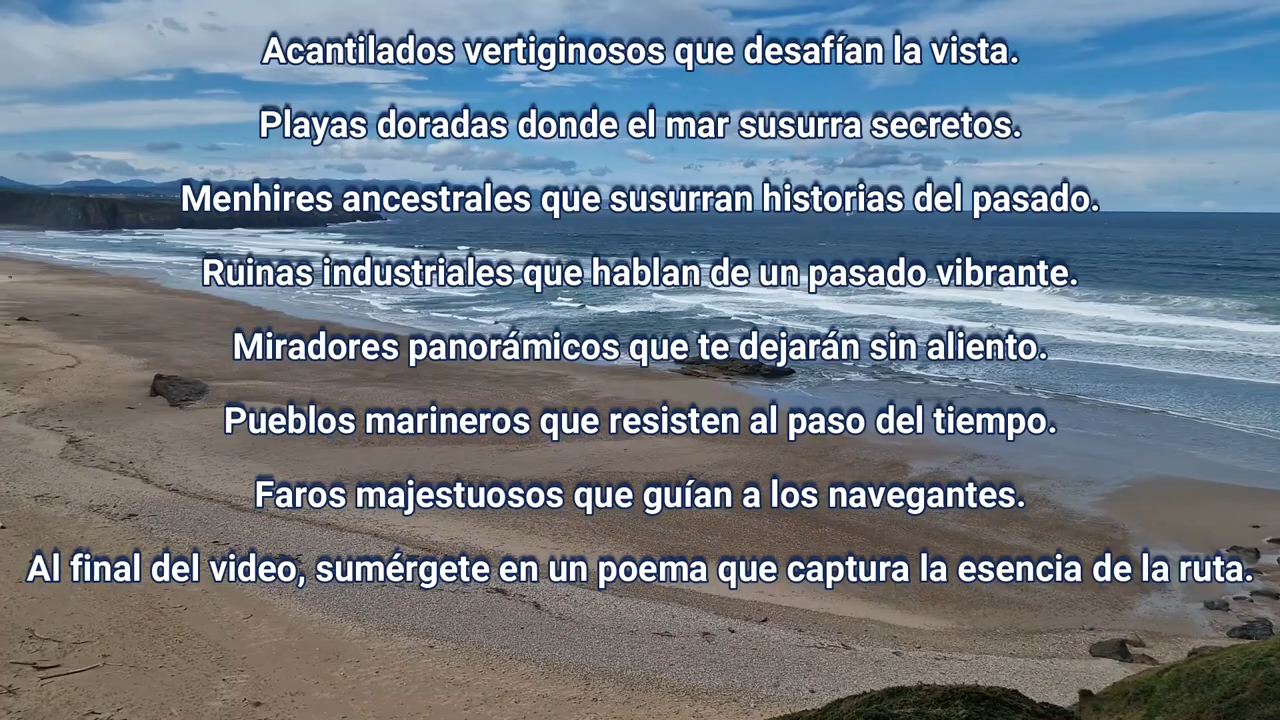 Acantilados vertiginosos que desafían la vista.
Playas doradas donde el mar susurra secretos.
Menhires ancestrales que susurran historias del pasado.
Ruinas industriales que hablan de un pasado vibrante.
Miradores panorámicos que te dejarán sin aliento.
Pueblos marineros que resisten al paso del tiempo.
Faros majestuosos que guían a los navegantes.
Al final del video, sumérgete en un poema que captura la esencia de la ruta.